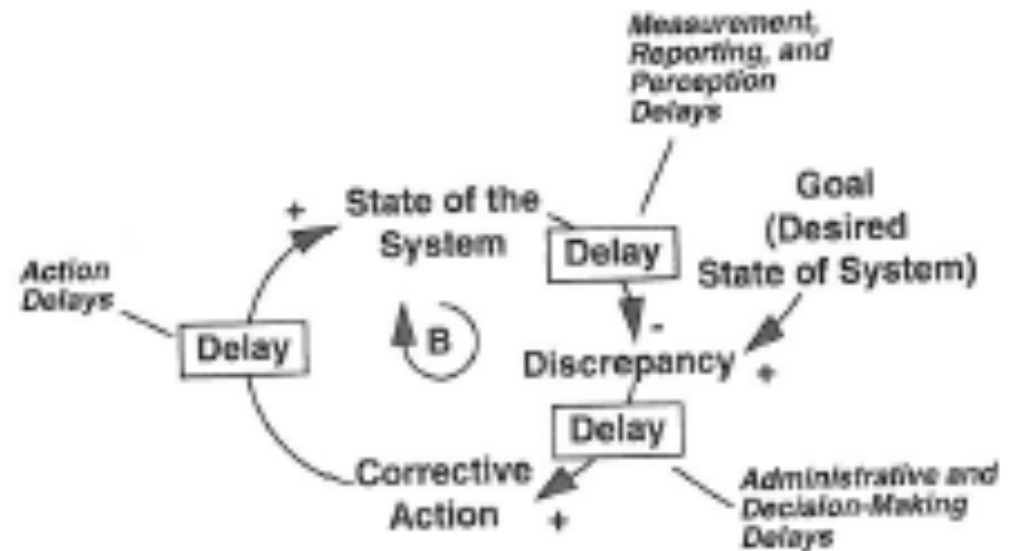 Measurement,
Reporting, and
Perception
Delays
+
State of the
System
Delay
Goal
(Desired
State of System)
Action
Delays
Delay
B
-
Discrepancy
+
Delay
Corrective
Action
+
Administrative and
Decision-Making
Delays